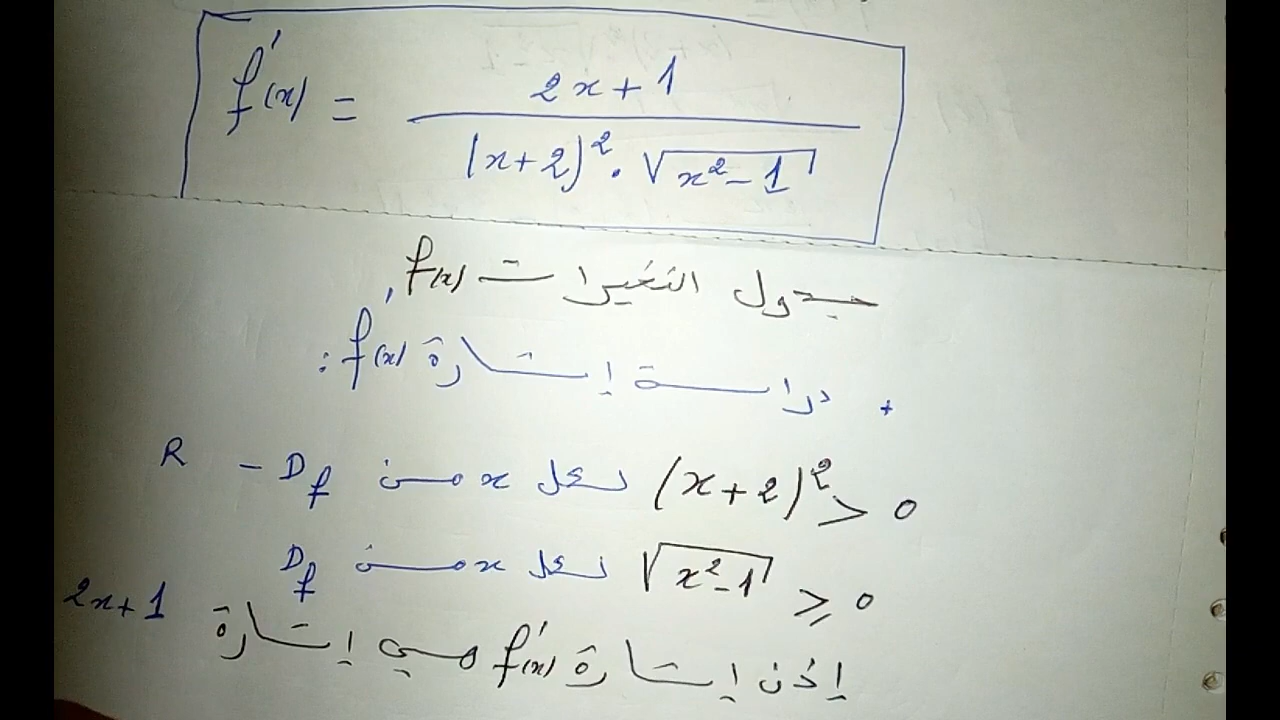 f'(x) = 2x+1 / (x+2)² . √x²-1
جدول التغيرات f(x)
+ دراسة إشارة f'(x) :
(x+2)² > 0 لكل x من Df - R
√x²-1 ≥ 0 لكل x من Df
إذن إشارة f'(x) هي إشارة 2x+1